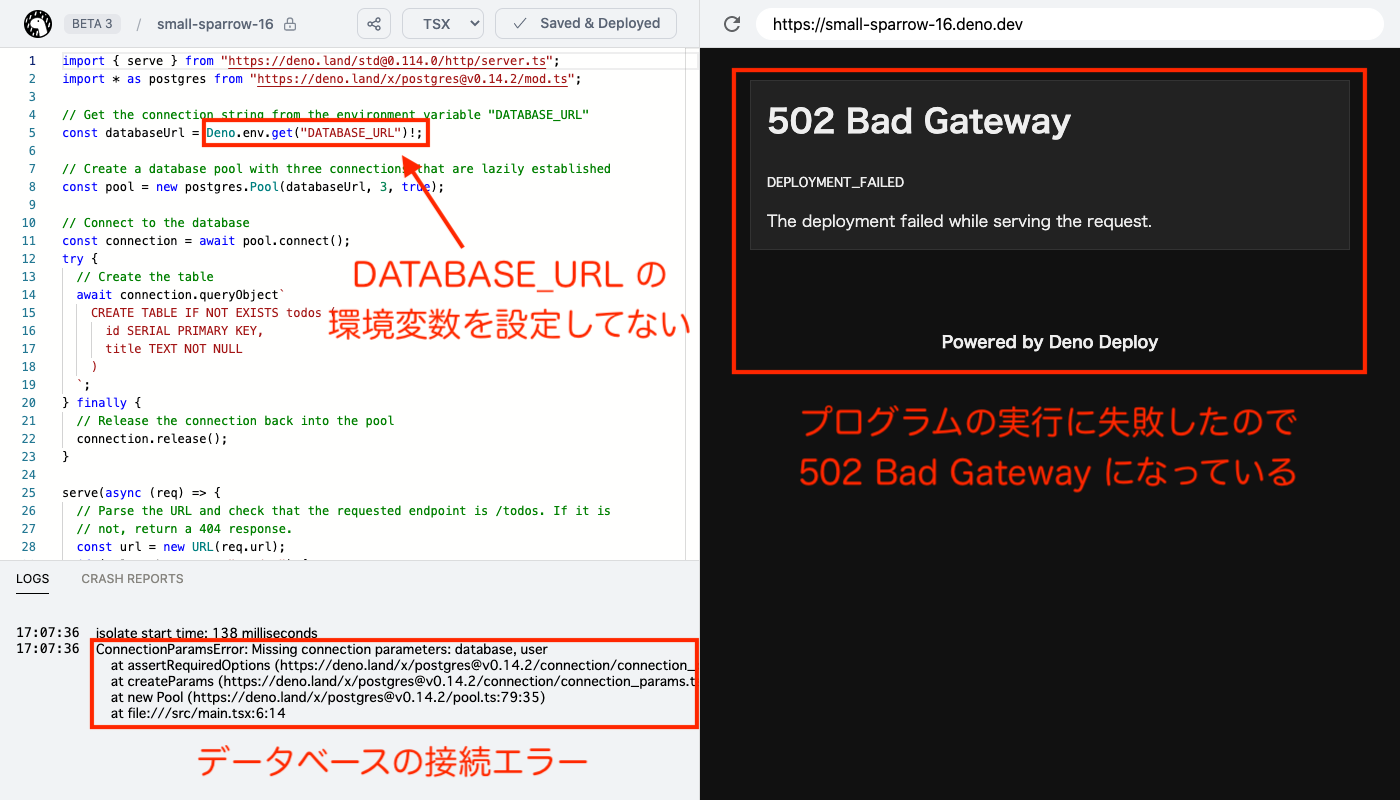 BETA 3 / small-sparrow-16
TSX
Saved & Deployed
https://small-sparrow-16.deno.dev
1 import { serve } from "https://deno.land/std@0.114.0/http/server.ts";
2 import * as postgres from "https://deno.land/x/postgres@v0.14.2/mod.ts";
3
4 // Get the connection string from the environment variable "DATABASE_URL"
5 const databaseUrl = Deno.env.get("DATABASE_URL")!;
6
7 // Create a database pool with three connections that are lazily established
8 const pool = new postgres.Pool(databaseUrl, 3, true);
9
10 // Connect to the database
11 const connection = await pool.connect();
12 try {
13 // Create the table
14 await connection.queryObject`
15 CREATE TABLE IF NOT EXISTS todos (
16 id SERIAL PRIMARY KEY,
17 title TEXT NOT NULL
18 )
19 `;
20 } finally {
21 // Release the connection back into the pool
22 connection.release();
23 }
24
25 serve(async (req) => {
26 // Parse the URL and check that the requested endpoint is /todos. If it is
27 // not, return a 404 response.
28 const url = new URL(req.url);
DATABASE_URL の
環境変数を設定してない
LOGS
CRASH REPORTS
17:07:36 isolate start time: 138 milliseconds
17:07:36 ConnectionParamsError: Missing connection parameters: database, user
at assertRequiredOptions (https://deno.land/x/postgres@v0.14.2/connection/connection_
at createParams (https://deno.land/x/postgres@v0.14.2/connection/connection_params.t
at new Pool (https://deno.land/x/postgres@v0.14.2/pool.ts:79:35)
at file:///src/main.tsx:6:14
データベースの接続エラー
502 Bad Gateway
DEPLOYMENT_FAILED
The deployment failed while serving the request.
Powered by Deno Deploy
プログラムの実行に失敗したので
502 Bad Gateway になっている